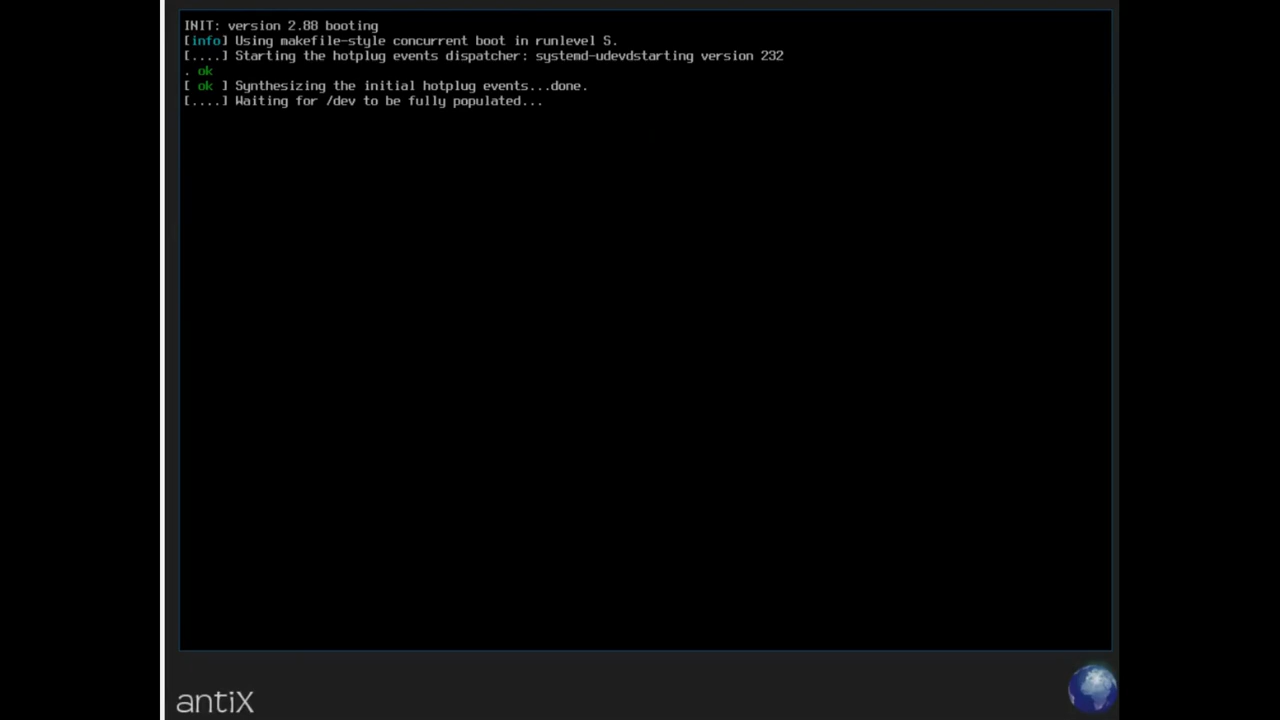 INIT: version 2.88 booting
[info] Using makefile-style concurrent boot in runlevel S.
[....] Starting the hotplug events dispatcher: systemd-udevdstarting version 232
. ok
[ ok ] Synthesizing the initial hotplug events...done.
[....] Waiting for /dev to be fully populated...
antiX